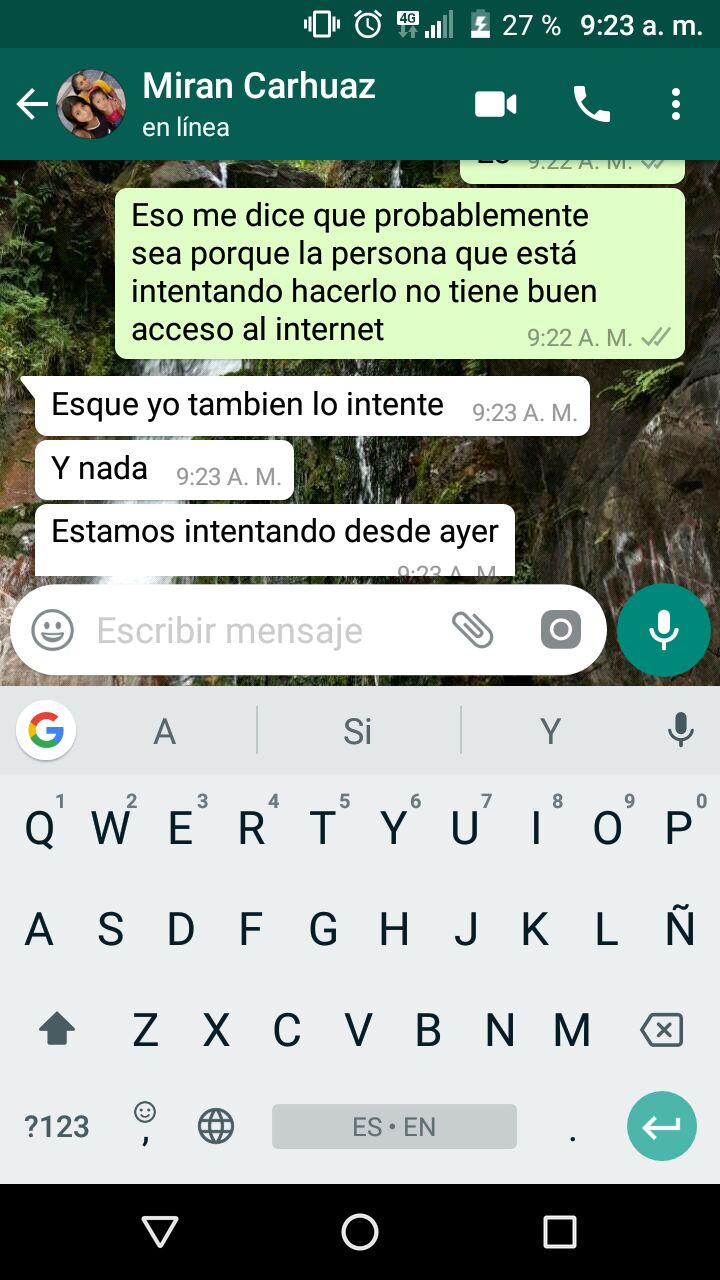 4G 27 % 9:23 a. m.
Miran Carhuaz
en línea
9:22 A. M.
Eso me dice que probablemente
sea porque la persona que está
intentando hacerlo no tiene buen
acceso al internet
9:22 A. M.
Esque yo tambien lo intente 9:23 A. M.
Y nada 9:23 A. M.
Estamos intentando desde ayer
9:23 A. M.
Escribir mensaje
G A Si Y
1 2 3 4 5 6 7 8 9 0
Q W E R T Y U I O P
A S D F G H J K L Ñ
Z X C V B N M
?123 , ES • EN .